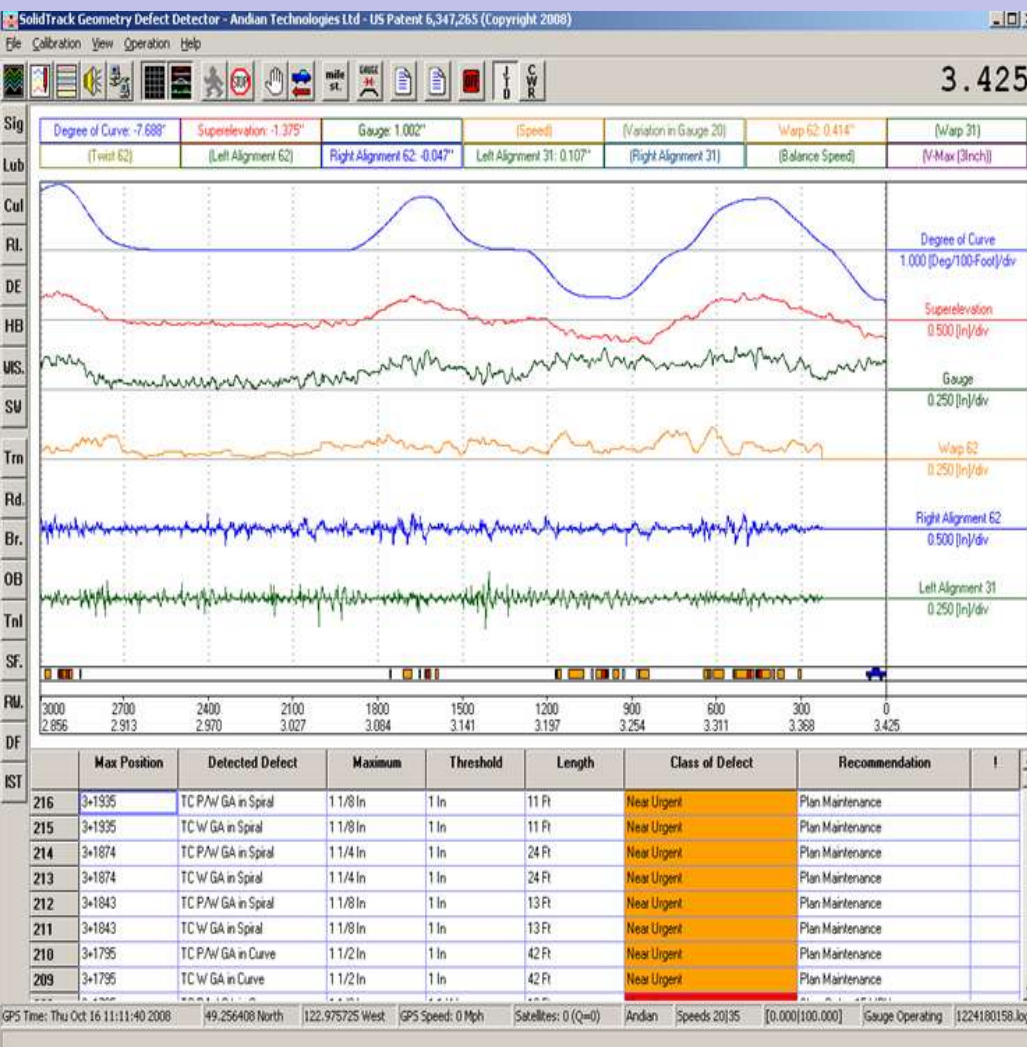 SolidTrack Geometry Defect Detector - Andian Technologies Ltd - US Patent 6,347,265 (Copyright 2008)
File Calibration View Operation Help
STOP mile st. GAUGE JTD CWR 3.425
Sig
Lub
Cul
RI.
DE
HB
WS.
SW
Trn
Rd.
Br.
OB
Tnl
SF.
RW.
DF
IST
Degree of Curve: -7.688" Superelevation: -1.375" Gauge: 1.002" (Speed) (Variation in Gauge 20) Warp 62: 0.414" (Warp 31)
(Twist 62) (Left Alignment 62) Right Alignment 62: -0.047" Left Alignment 31: 0.107" (Right Alignment 31) (Balance Speed) (V-Max (3Inch))
Degree of Curve
1.000 [Deg/100-Foot]/div
Superelevation
0.500 [In]/div
Gauge
0.250 [In]/div
Warp 62
0.250 [In]/div
Right Alignment 62
0.500 [In]/div
Left Alignment 31
0.250 [In]/div
3000 2700 2400 2100 1800 1500 1200 900 600 300 0
2.856 2.913 2.970 3.027 3.084 3.141 3.197 3.254 3.311 3.368 3.425
Max Position Detected Defect Maximum Threshold Length Class of Defect Recommendation !
216 3+1935 TC P/W GA in Spiral 1 1/8 In 1 In 11 Ft Near Urgent Plan Maintenance
215 3+1935 TC W GA in Spiral 1 1/8 In 1 In 11 Ft Near Urgent Plan Maintenance
214 3+1874 TC P/W GA in Spiral 1 1/4 In 1 In 24 Ft Near Urgent Plan Maintenance
213 3+1874 TC W GA in Spiral 1 1/4 In 1 In 24 Ft Near Urgent Plan Maintenance
212 3+1843 TC P/W GA in Spiral 1 1/8 In 1 In 13 Ft Near Urgent Plan Maintenance
211 3+1843 TC W GA in Spiral 1 1/8 In 1 In 13 Ft Near Urgent Plan Maintenance
210 3+1795 TC P/W GA in Curve 1 1/2 In 1 In 42 Ft Near Urgent Plan Maintenance
209 3+1795 TC W GA in Curve 1 1/2 In 1 In 42 Ft Near Urgent Plan Maintenance
GPS Time: Thu Oct 16 11:11:40 2008 49.256408 North 122.975725 West GPS Speed: 0 Mph Satellites: 0 (Q=0) Andian Speeds 20|35 [0.000|100.000] Gauge Operating 1224180158.log